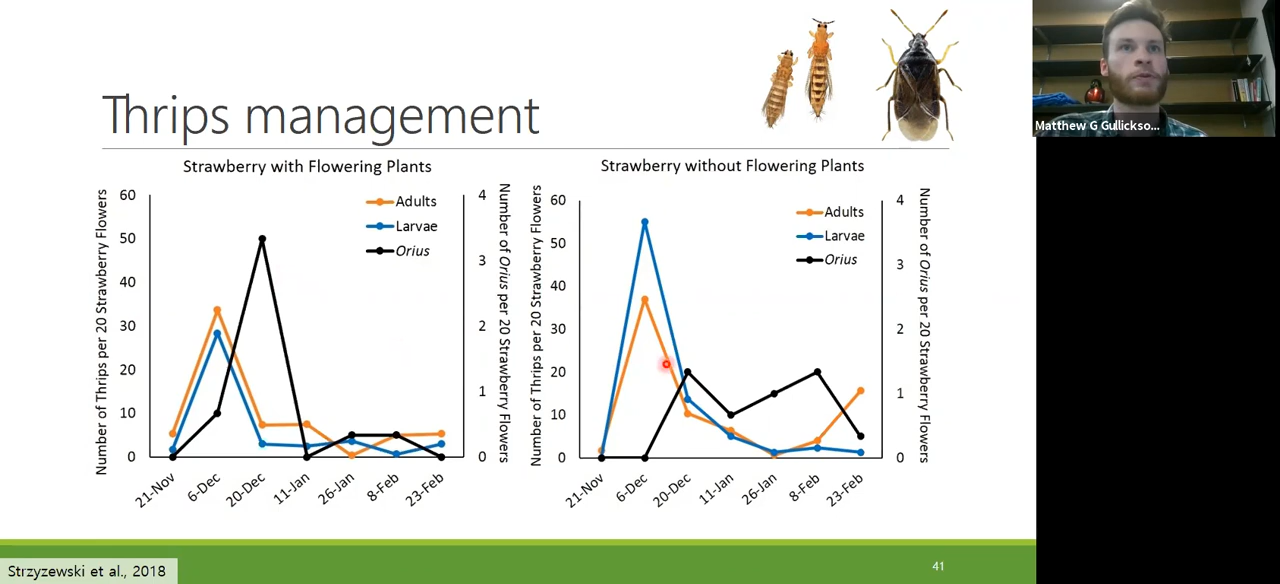 Thrips management
Matthew G Gullickso...
Strawberry with Flowering Plants
Number of Thrips per 20 Strawberry Flowers
60
50
40
30
20
10
0
Adults
Larvae
Orius
4
3
2
1
0
Number of Orius per 20 Strawberry Flowers
21-Nov
6-Dec
20-Dec
11-Jan
26-Jan
8-Feb
23-Feb
Strawberry without Flowering Plants
Number of Thrips per 20 Strawberry Flowers
60
50
40
30
20
10
0
Adults
Larvae
Orius
4
3
2
1
0
Number of Orius per 20 Strawberry Flowers
21-Nov
6-Dec
20-Dec
11-Jan
26-Jan
8-Feb
23-Feb
Strzyzewski et al., 2018
41